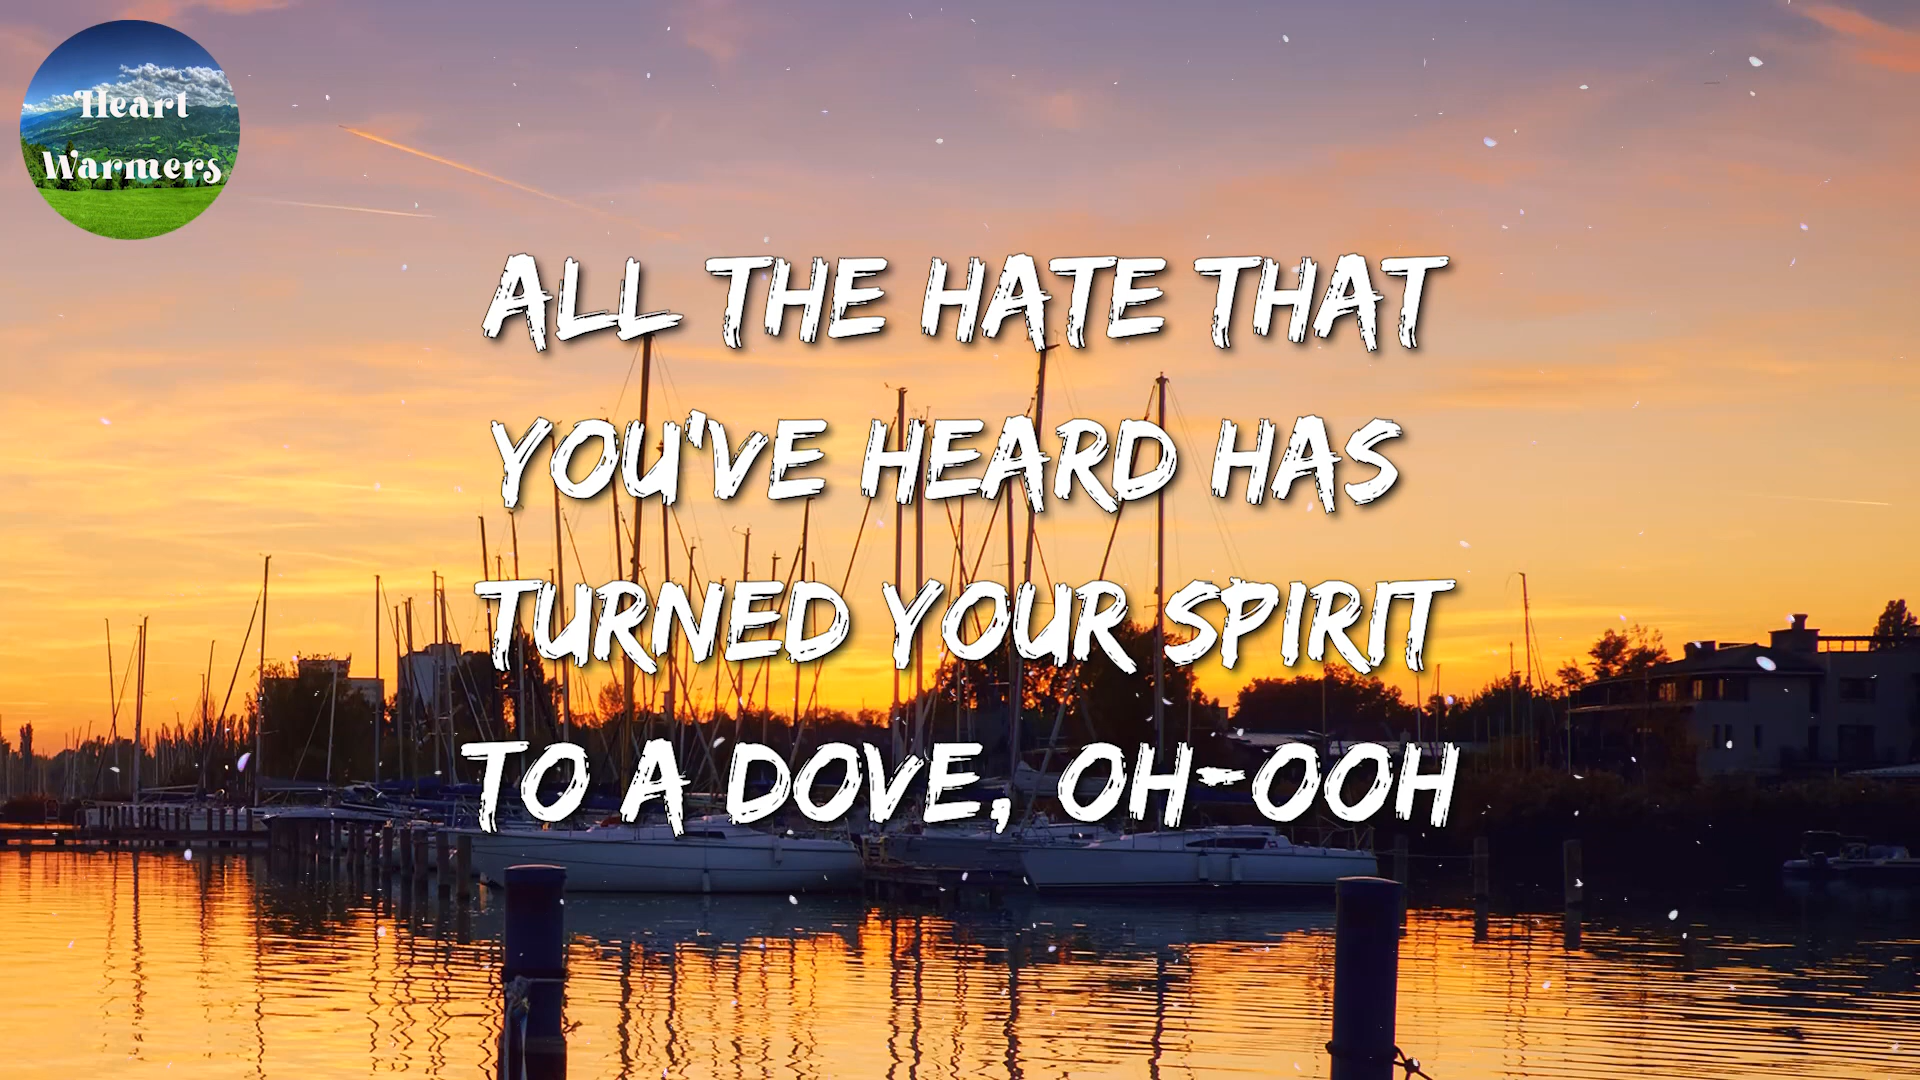 Heart
Warmers
ALL THE HATE THAT
YOU'VE HEARD HAS
TURNED YOUR SPIRIT
TO A DOVE, OH-OOH